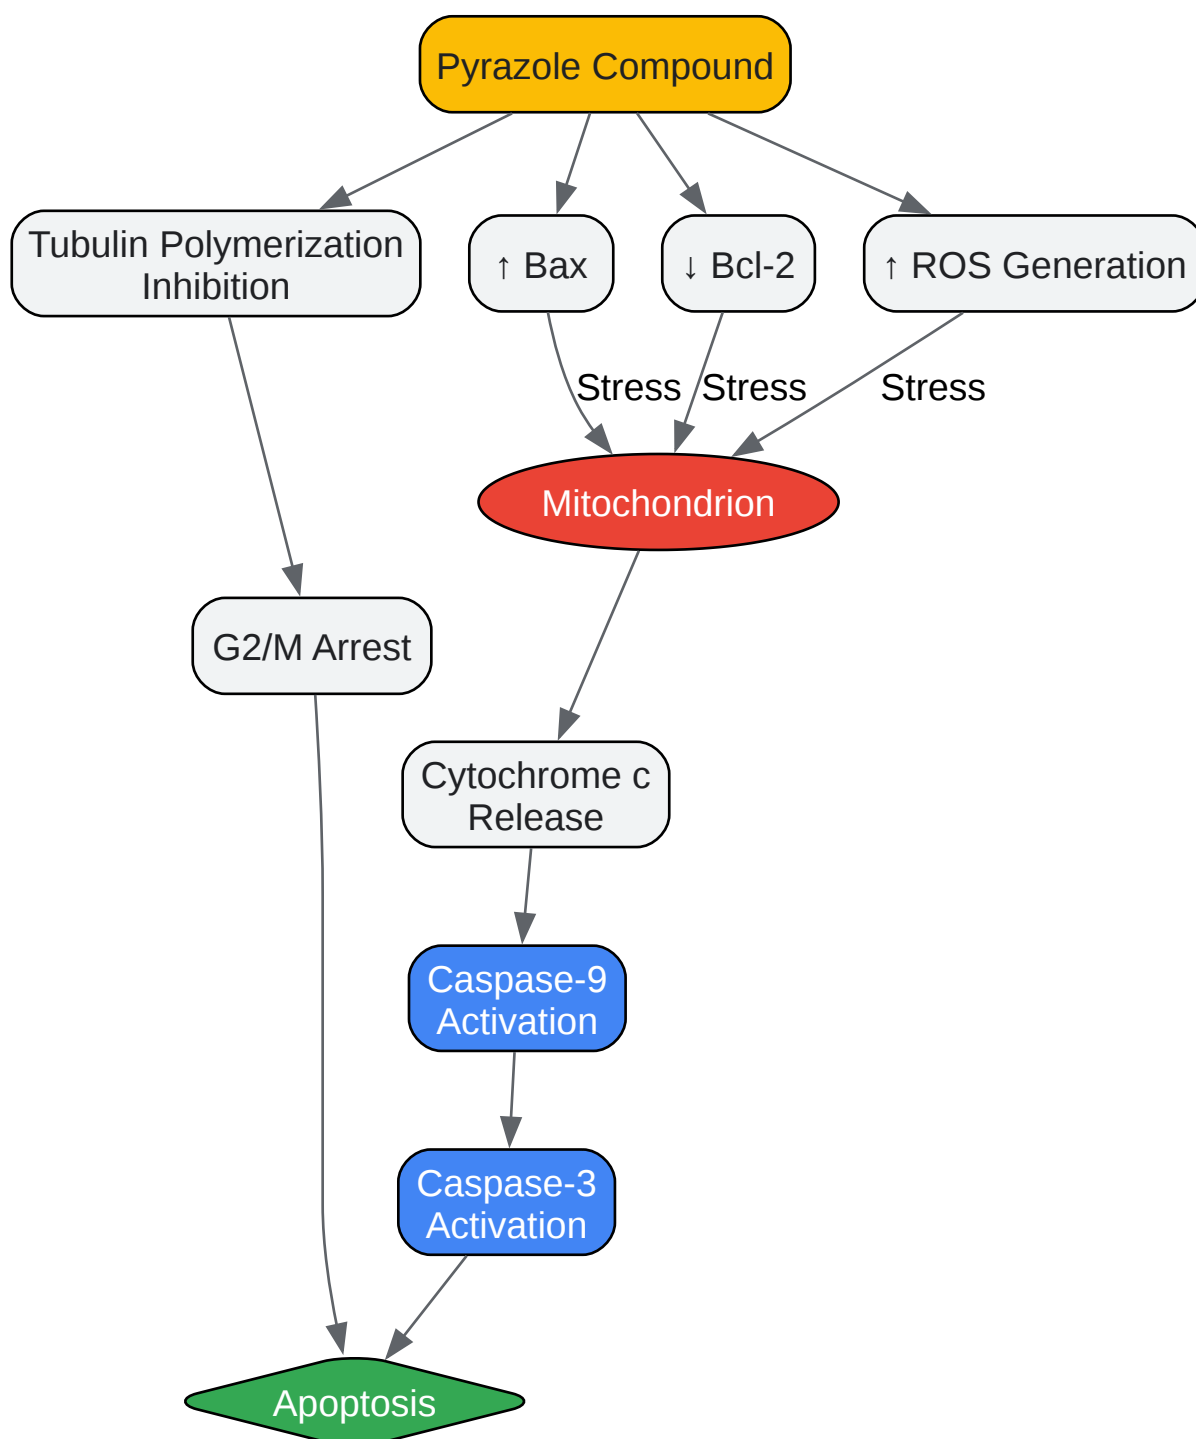 Pyrazole Compound
Tubulin Polymerization
Inhibition
↑ Bax
↓ Bcl-2
↑ ROS Generation
Stress
Stress
Stress
Mitochondrion
G2/M Arrest
Cytochrome c
Release
Caspase-9
Activation
Caspase-3
Activation
Apoptosis